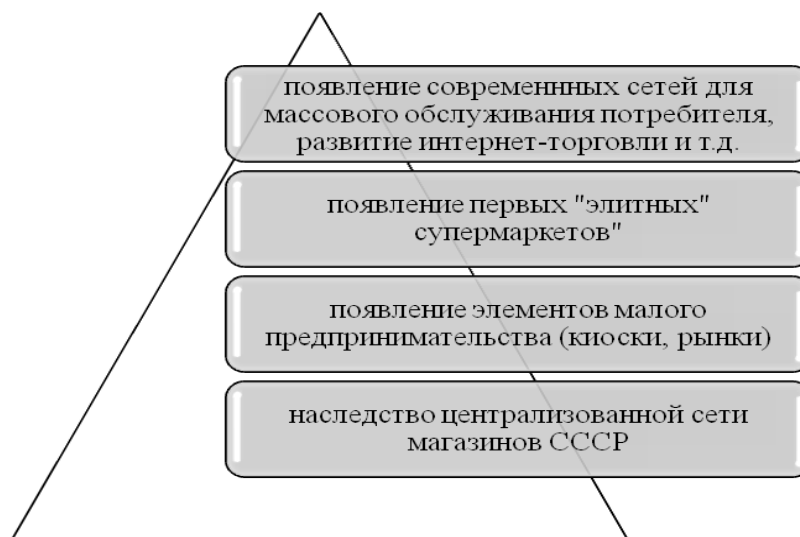 появление современнных сетей для
массового обслуживания потребителя,
развитие интернет-торговли и т.д.
появление первых "элитных"
супермаркетов"
появление элементов малого
предпринимательства (киоски, рынки)
наследство централизованной сети
магазинов СССР